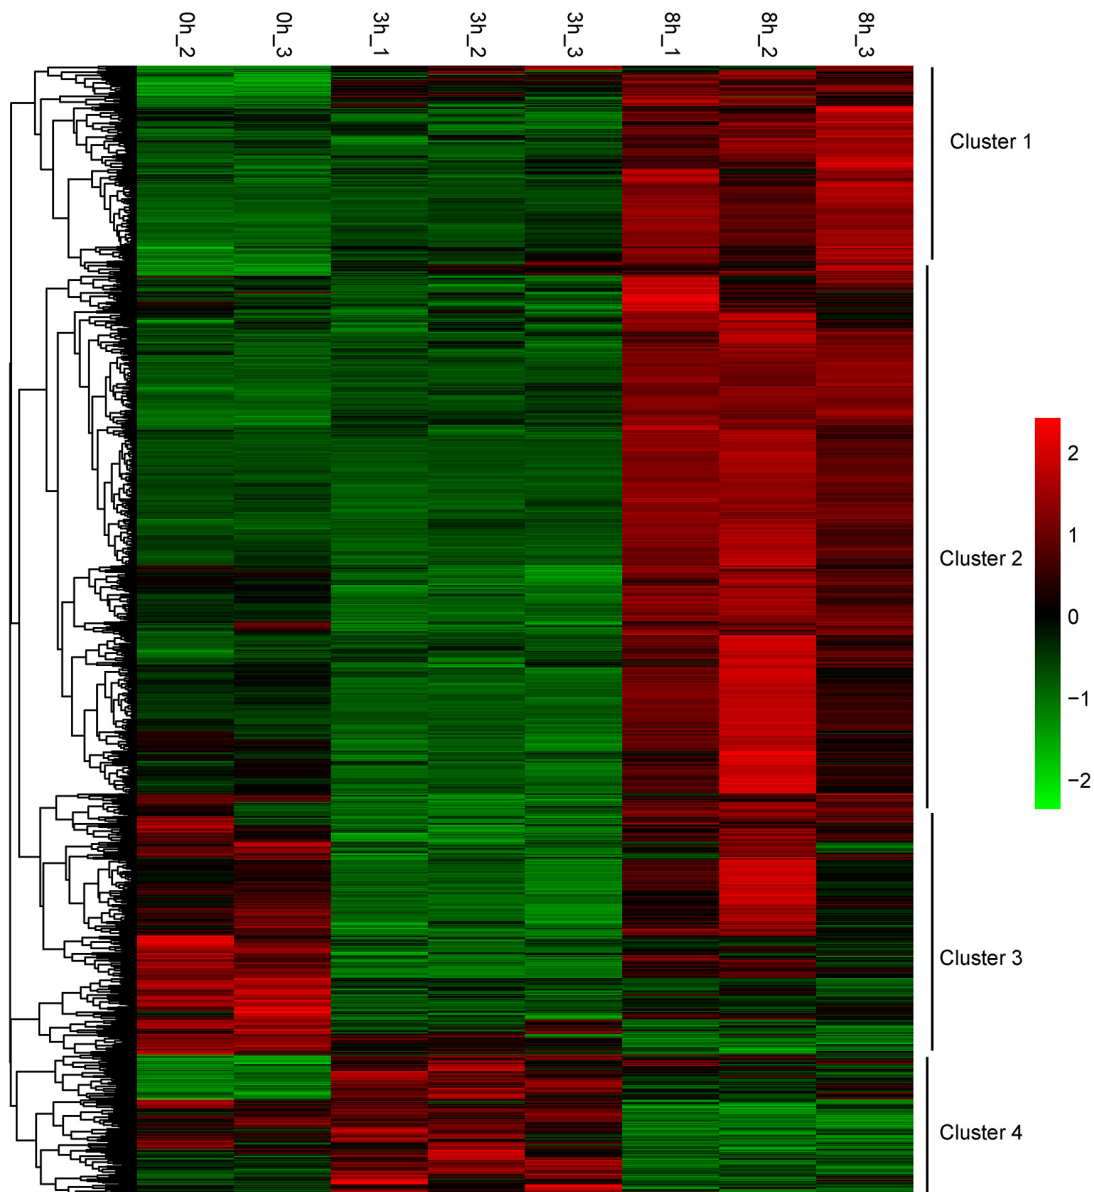 0h_2
0h_3
3h_1
3h_2
3h_3
8h_1
8h_2
8h_3
Cluster 1
Cluster 2
Cluster 3
Cluster 4
2
1
0
−1
−2